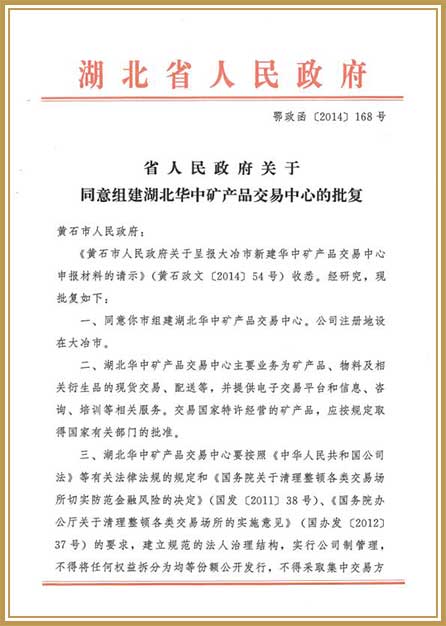 湖北省人民政府
鄂政函〔2014〕168号
省人民政府关于
同意组建湖北华中矿产品交易中心的批复
黄石市人民政府：
《黄石市人民政府关于呈报大冶市新建华中矿产品交易中心
申报材料的请示》(黄石政文〔2014〕54号) 收悉。经研究，现
批复如下：
一、同意你市组建湖北华中矿产品交易中心。公司注册地设
在大冶市。
二、湖北华中矿产品交易中心主要业务为矿产品、物料及相
关衍生品的现货交易、配送等，并提供电子交易平台和信息、咨
询、培训等相关服务。交易国家特许经营的矿产品，应按规定取
得国家有关部门的批准。
三、湖北华中矿产品交易中心要按照《中华人民共和国公司
法》等有关法律法规的规定和《国务院关于清理整顿各类交易场
所切实防范金融风险的决定》(国发〔2011〕38号)、《国务院办
公厅关于清理整顿各类交易场所的实施意见》(国办发〔2012〕
37号) 的要求，建立规范的法人治理结构，实行公司制管理，
不得将任何权益拆分为均等份额公开发行，不得采取集中交易方